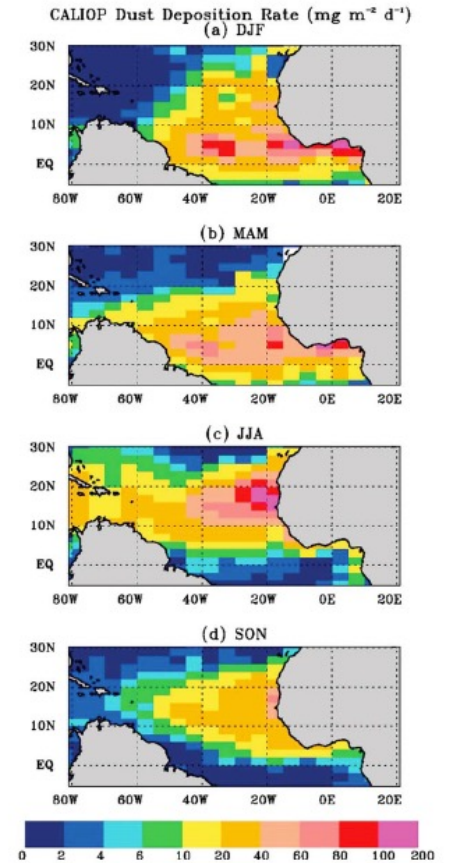 CALIOP Dust Deposition Rate (mg m⁻² d⁻¹)
(a) DJF
30N
20N
10N
EQ
80W 60W 40W 20W 0E 20E
(b) MAM
30N
20N
10N
EQ
80W 60W 40W 20W 0E 20E
(c) JJA
30N
20N
10N
EQ
80W 60W 40W 20W 0E 20E
(d) SON
30N
20N
10N
EQ
80W 60W 40W 20W 0E 20E
0 2 4 6 10 20 40 60 80 100 200